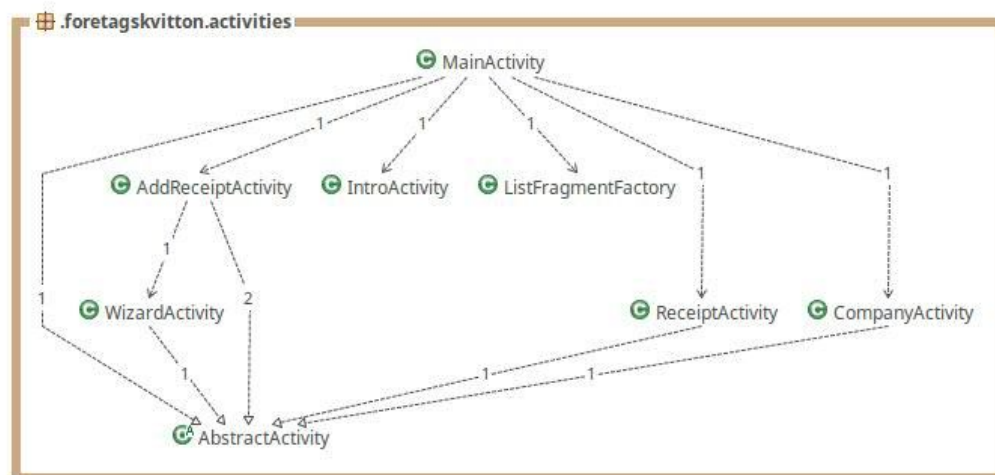 .foretagskvitton.activities
MainActivity
1 1 1
1 1
AddReceiptActivity IntroActivity ListFragmentFactory
1
1 2
WizardActivity ReceiptActivity CompanyActivity
1 1 1
AbstractActivity